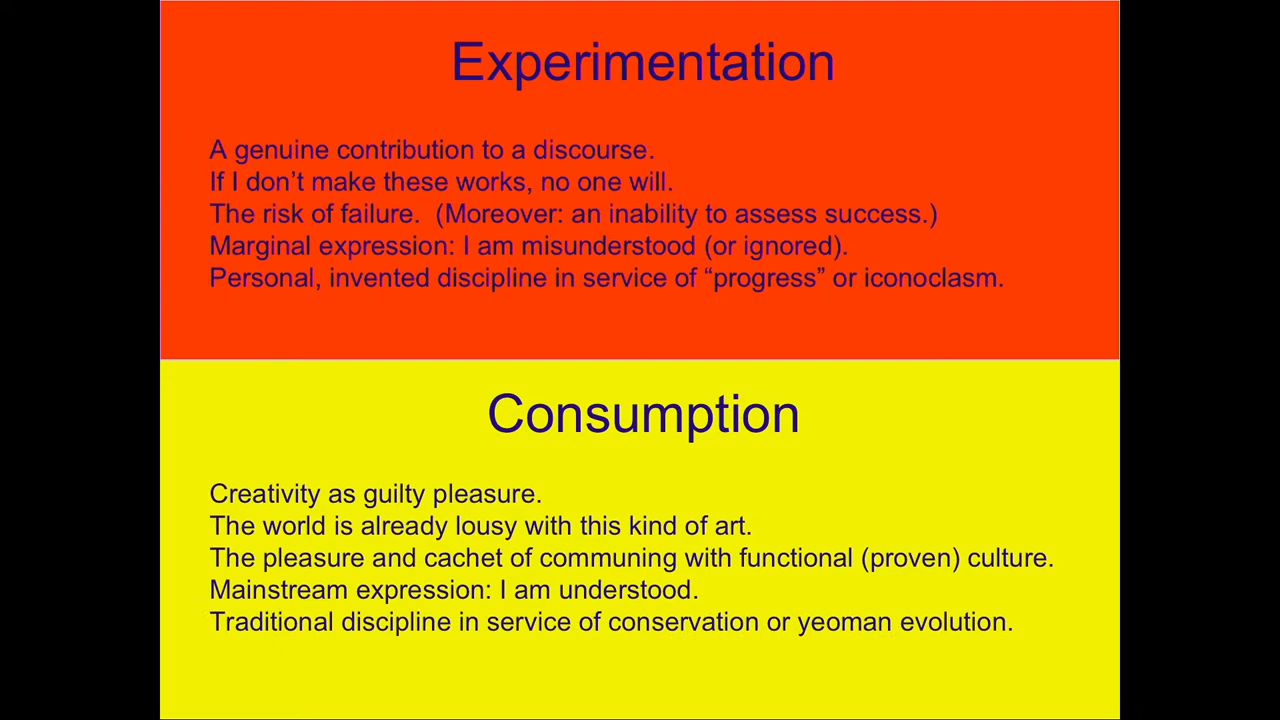 Experimentation
A genuine contribution to a discourse.
If I don’t make these works, no one will.
The risk of failure.  (Moreover: an inability to assess success.)
Marginal expression: I am misunderstood (or ignored).
Personal, invented discipline in service of “progress” or iconoclasm.
Consumption
Creativity as guilty pleasure.
The world is already lousy with this kind of art.
The pleasure and cachet of communing with functional (proven) culture.
Mainstream expression: I am understood.
Traditional discipline in service of conservation or yeoman evolution.